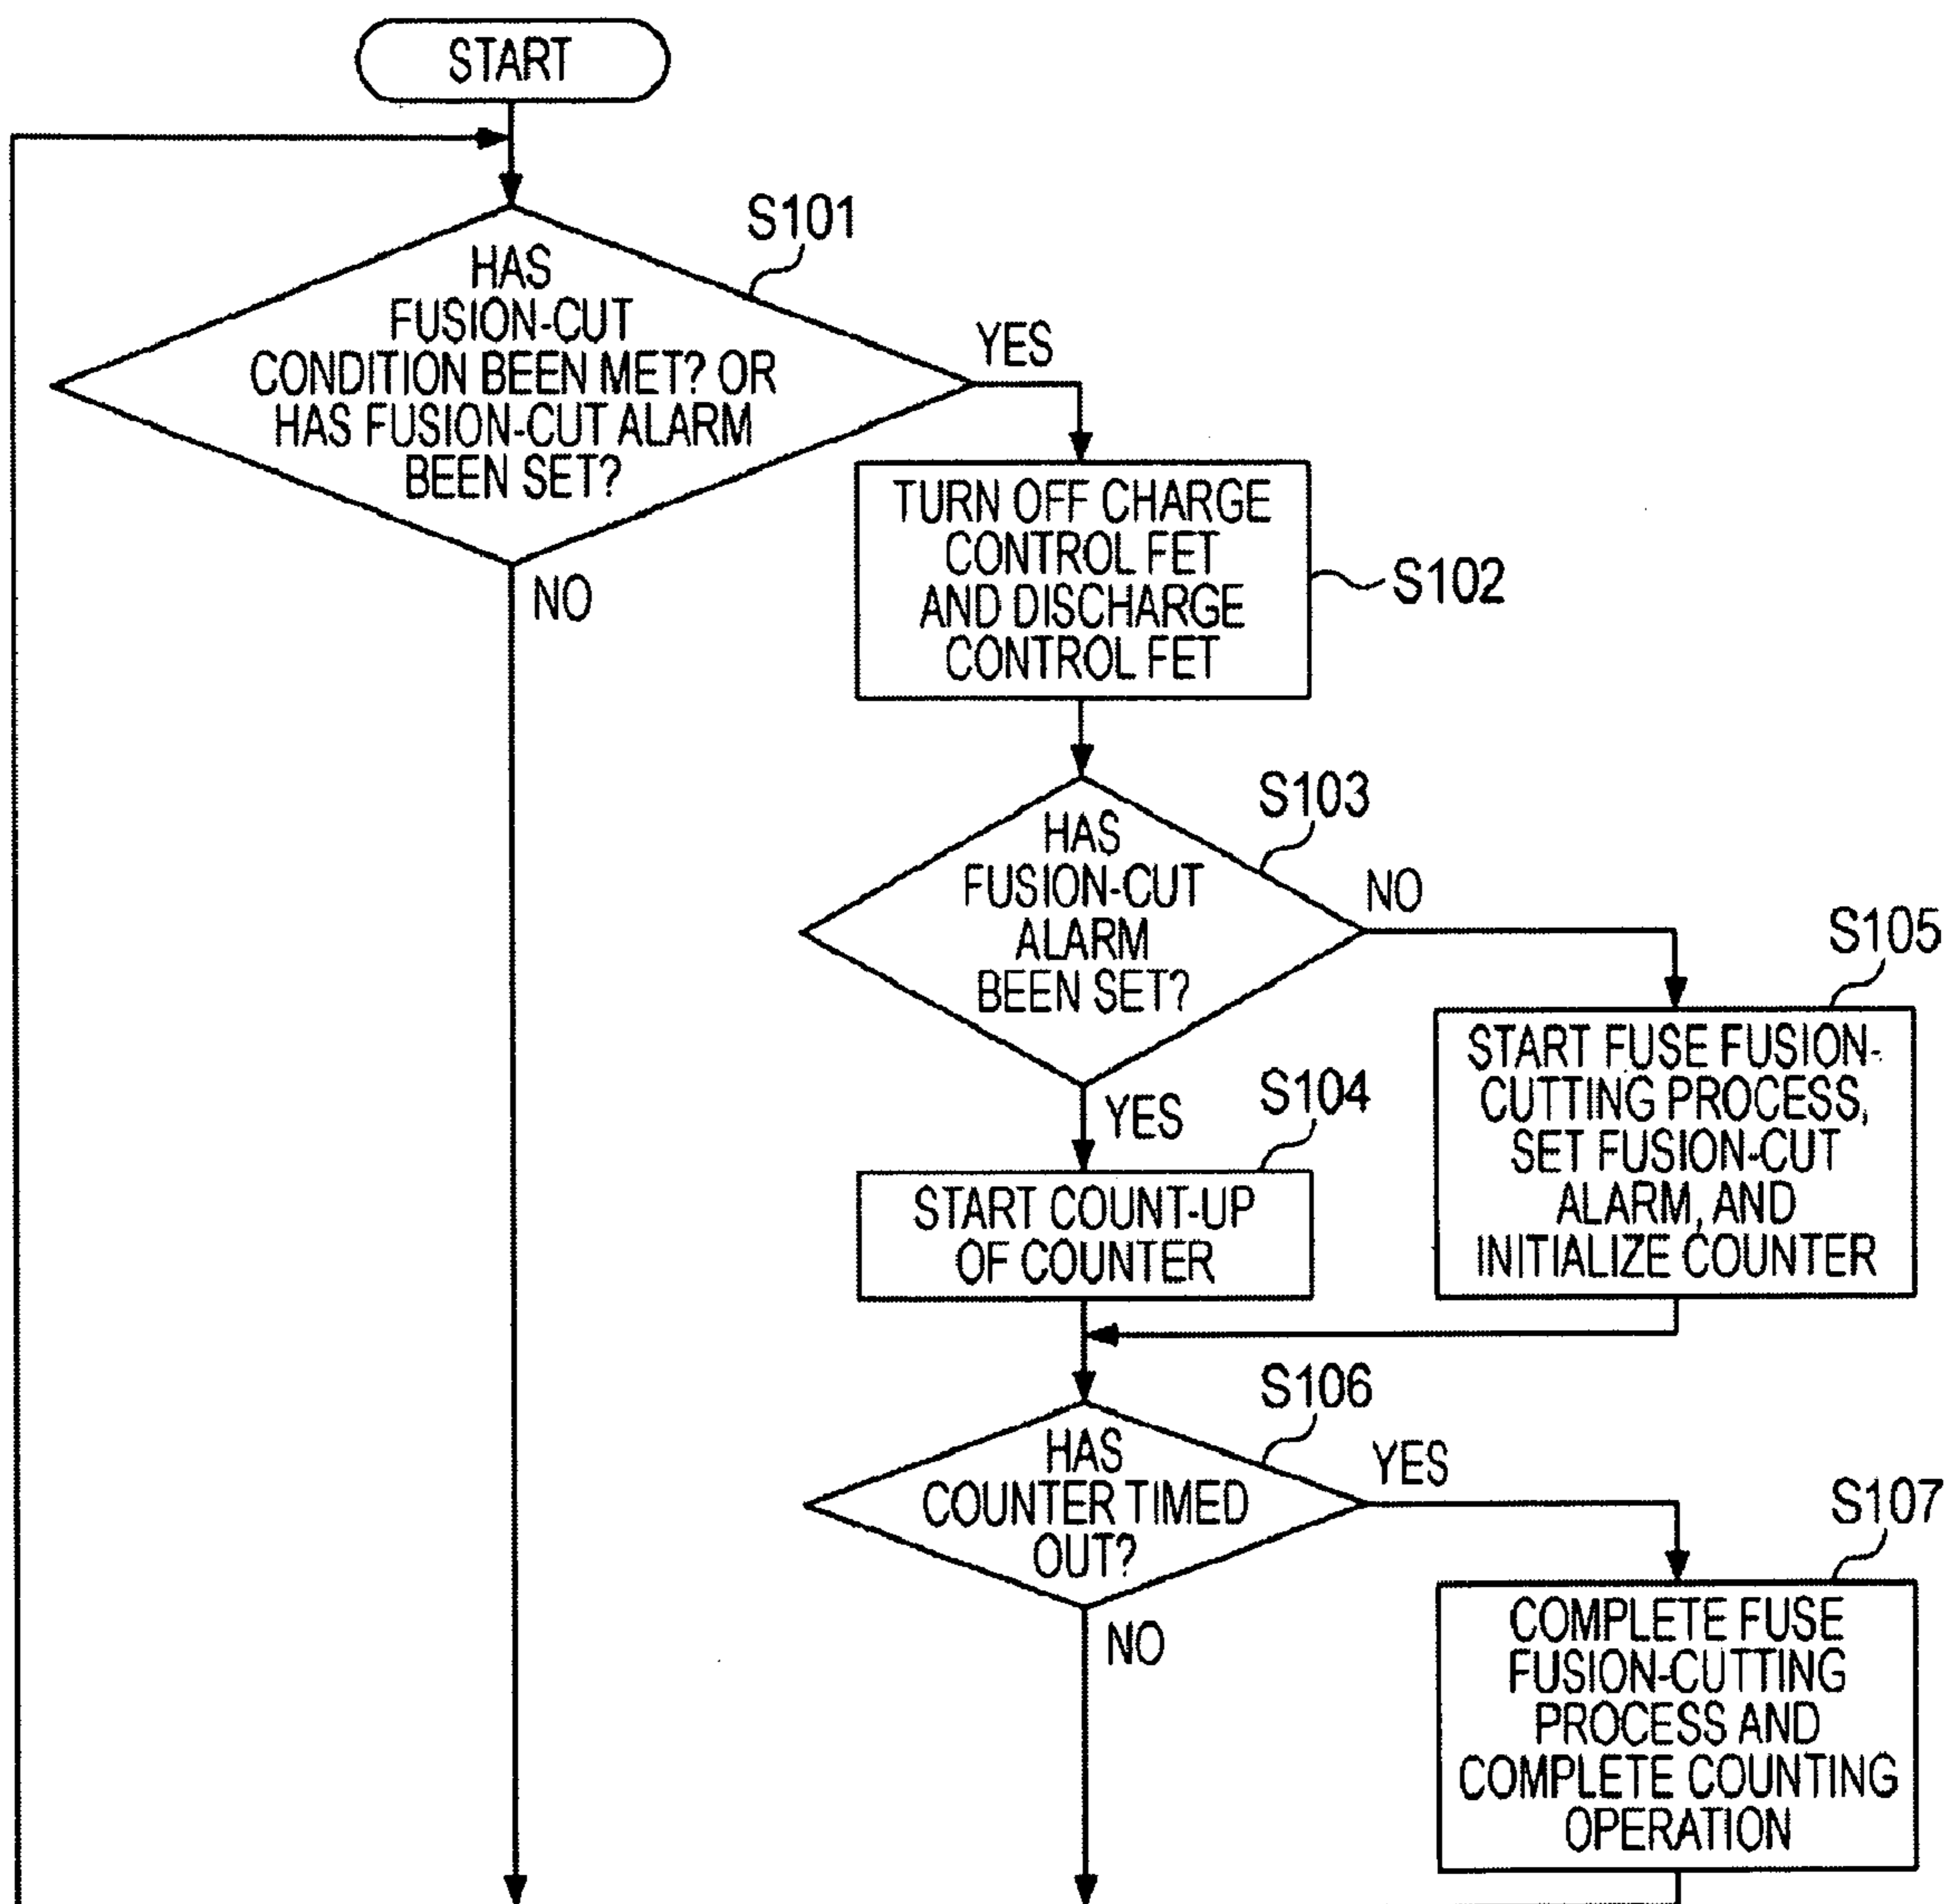 START
S101
HAS
FUSION-CUT
CONDITION BEEN MET? OR
HAS FUSION-CUT ALARM
BEEN SET?
YES
NO
TURN OFF CHARGE
CONTROL FET
AND DISCHARGE
CONTROL FET
S102
S103
HAS
FUSION-CUT
ALARM
BEEN SET?
NO
YES
S105
START FUSE FUSION-
CUTTING PROCESS,
SET FUSION-CUT
ALARM, AND
INITIALIZE COUNTER
S104
START COUNT-UP
OF COUNTER
S106
HAS
COUNTER TIMED
OUT?
YES
NO
S107
COMPLETE FUSE
FUSION-CUTTING
PROCESS AND
COMPLETE COUNTING
OPERATION